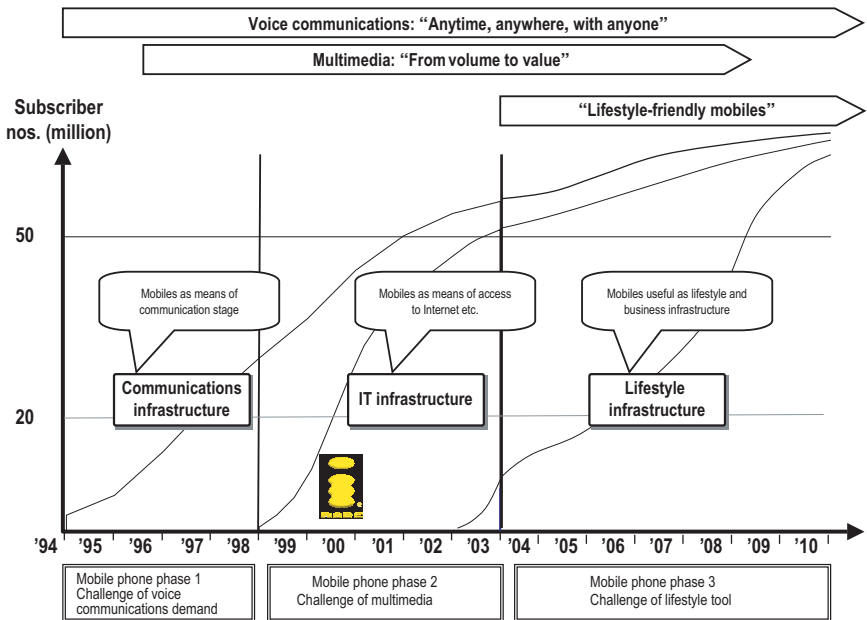 Voice communications: “Anytime, anywhere, with anyone”
Multimedia: “From volume to value”
“Lifestyle-friendly mobiles”
Subscriber
nos. (million)
50
20
Mobiles as means of
communication stage
Mobiles as means of access
to Internet etc.
Mobiles useful as lifestyle and
business infrastructure
Communications
infrastructure
IT infrastructure
Lifestyle
infrastructure
’94 ’95 ’96 ’97 ’98 ’99 ’00 ’01 ’02 ’03 ’04 ’05 ’06 ’07 ’08 ’09 ’10
Mobile phone phase 1
Challenge of voice
communications demand
Mobile phone phase 2
Challenge of multimedia
Mobile phone phase 3
Challenge of lifestyle tool